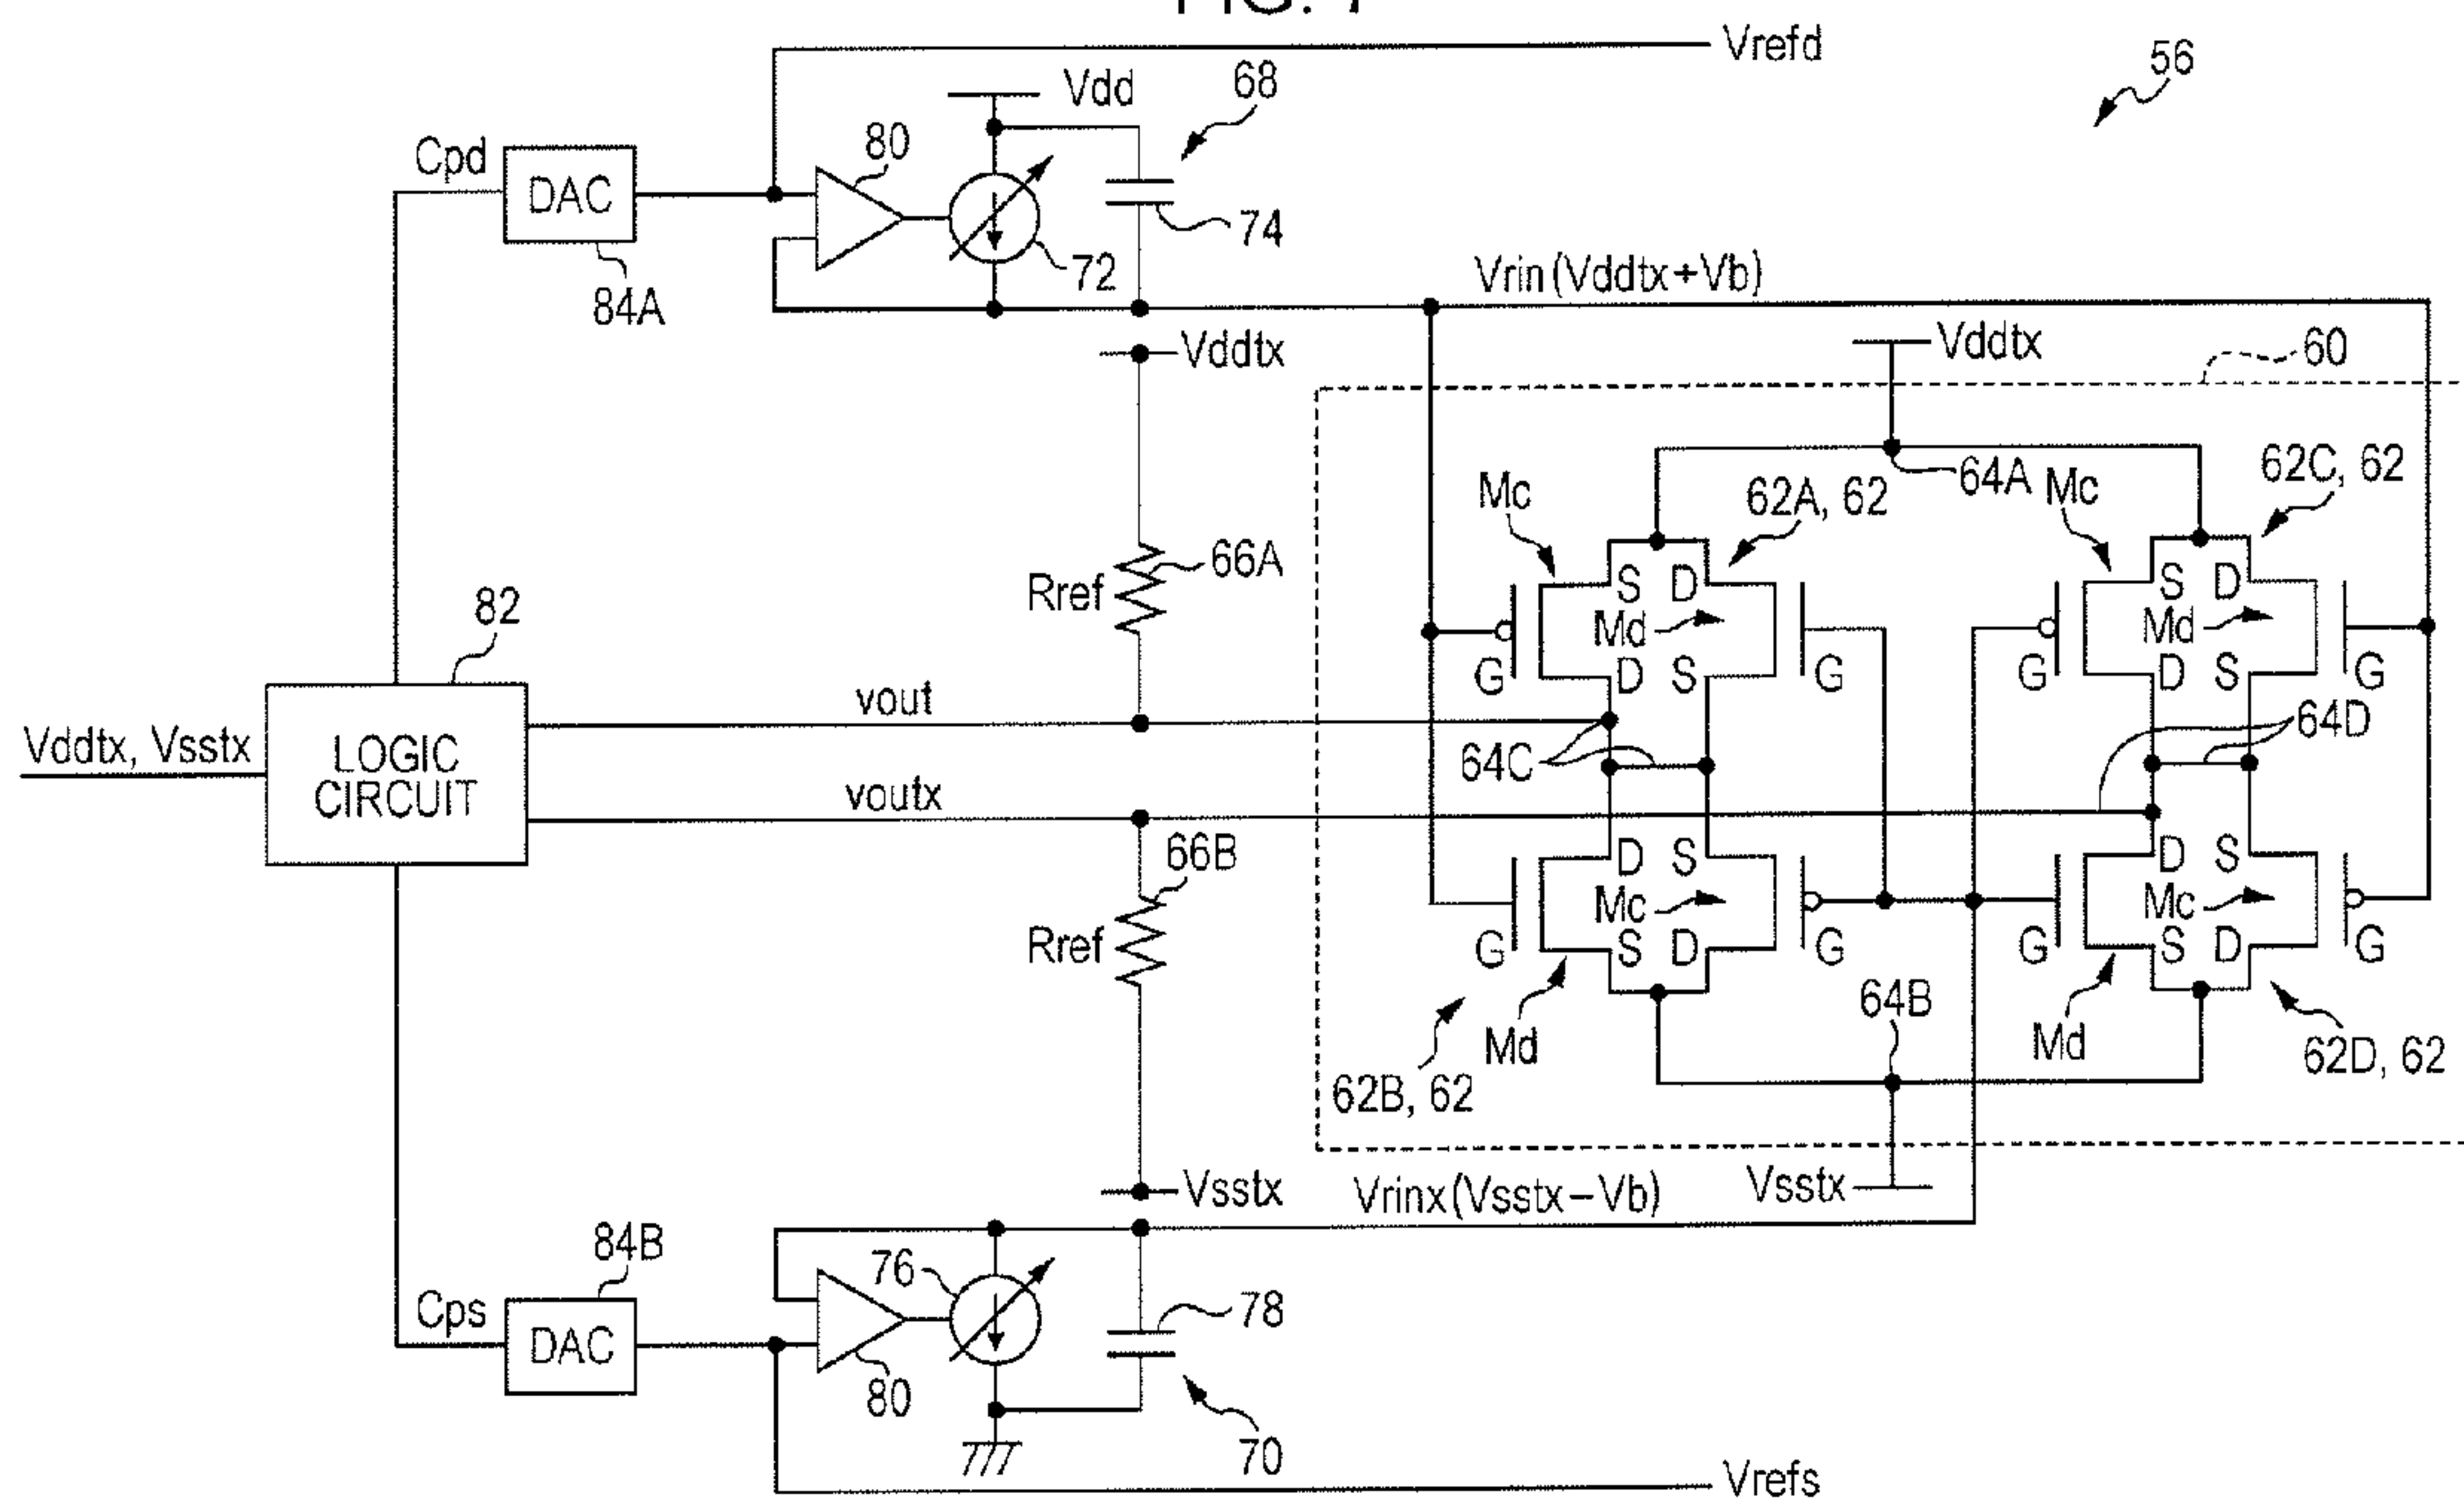 FIG. 7
Vrefd
56
Vdd
68
80
Cpd
DAC
74
72
84A
Vrin(Vddtx+Vb)
Vddtx
Vddtx
60
64A
Mc
62A, 62
Mc
62C, 62
66A
Rref
S D
Md
S D
Md
G
D S
G
G
D S
G
82
vout
64C
64D
Vddtx, Vsstx
LOGIC
CIRCUIT
voutx
66B
Rref
D S
Mc
D S
Mc
G
S D
G
G
S D
G
64B
Md
Md
62B, 62
62D, 62
Vsstx
Vrinx(Vsstx−Vb)
Vsstx
84B
76
78
Cps
DAC
80
70
Vrefs